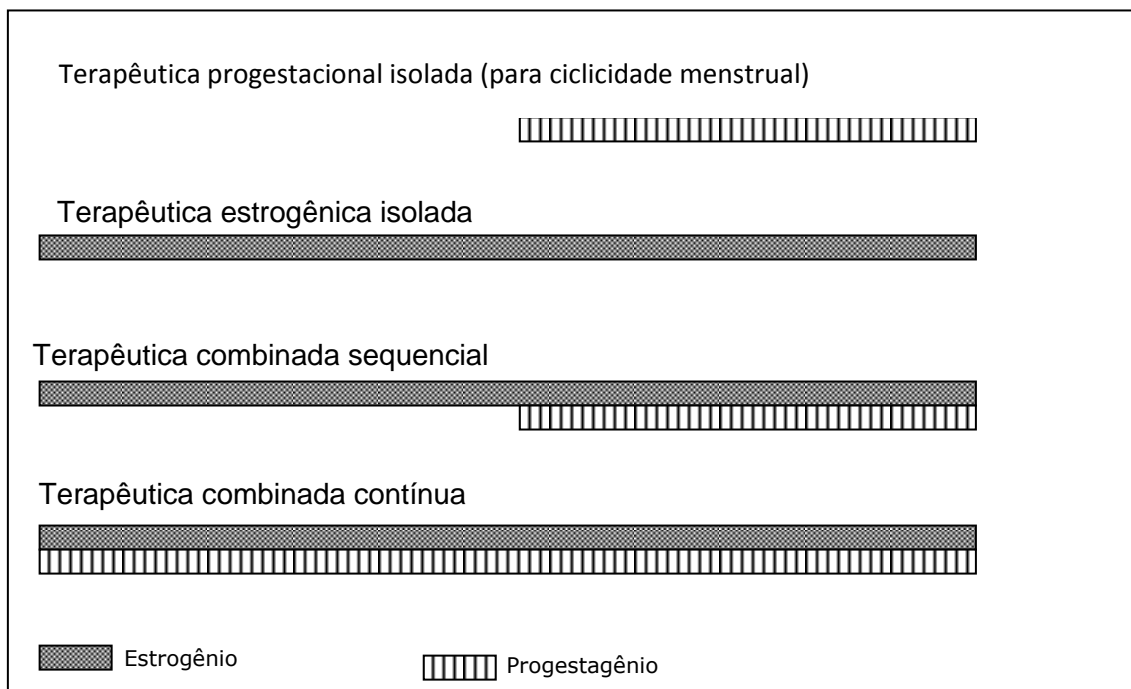 Terapêutica progestacional isolada (para ciclicidade menstrual)
Terapêutica estrogênica isolada
Terapêutica combinada sequencial
Terapêutica combinada contínua
Estrogênio
Progestagênio